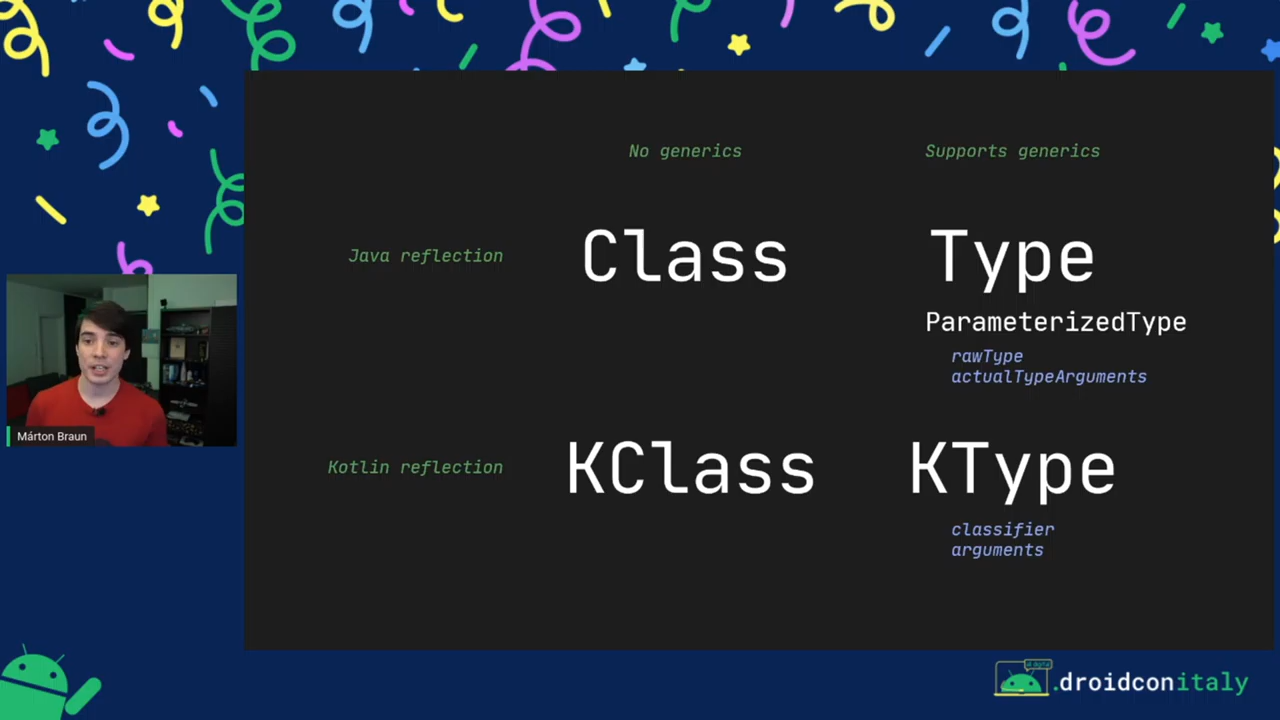 No generics
Supports generics
Java reflection
Class
Type
ParameterizedType
rawType
actualTypeArguments
Kotlin reflection
KClass
KType
classifier
arguments
Márton Braun
.droidconitaly